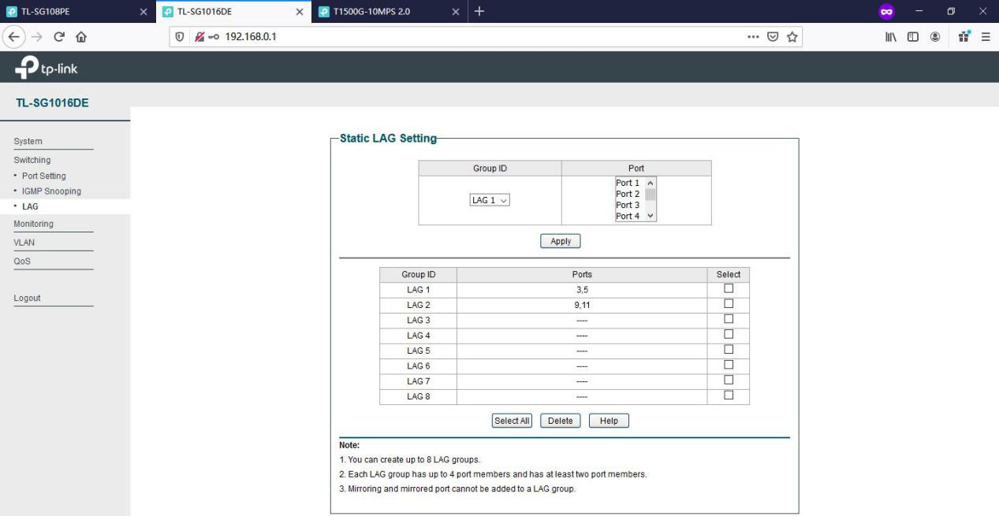 TL-SG108PE
TL-SG1016DE
T1500G-10MPS 2.0
192.168.0.1
tp-link
TL-SG1016DE
System
Switching
• Port Setting
• IGMP Snooping
• LAG
Monitoring
VLAN
QoS
Logout
Static LAG Setting
Group ID Port
LAG 1
Port 1
Port 2
Port 3
Port 4
Apply
Group ID Ports Select
LAG 1 3,5
LAG 2 9,11
LAG 3 ----
LAG 4 ----
LAG 5 ----
LAG 6 ----
LAG 7 ----
LAG 8 ----
Select All Delete Help
Note:
1. You can create up to 8 LAG groups.
2. Each LAG group has up to 4 port members and has at least two port members.
3. Mirroring and mirrored port cannot be added to a LAG group.